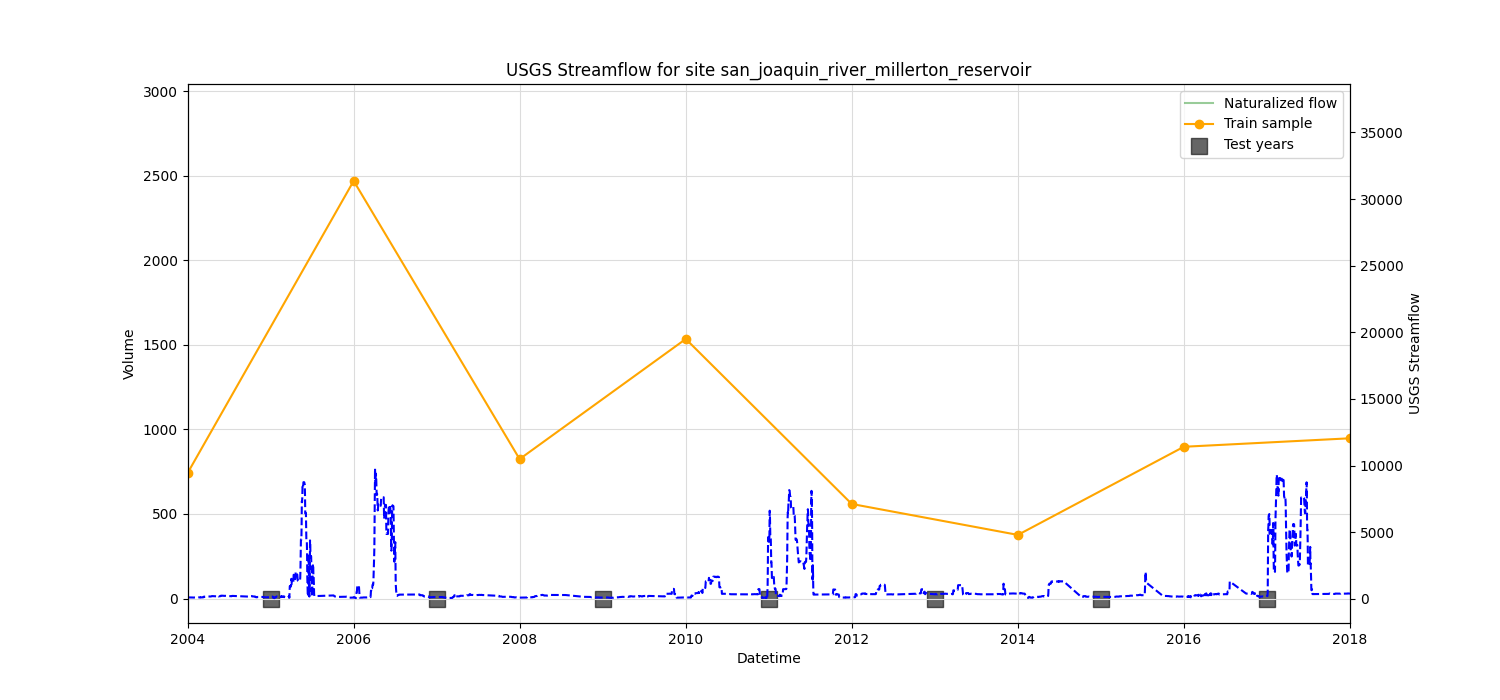 USGS Streamflow for site san_joaquin_river_millerton_reservoir
Naturalized flow
Train sample
Test years
3000
2500
2000
1500
1000
500
0
Volume
35000
30000
25000
20000
15000
10000
5000
0
USGS Streamflow
2004 2006 2008 2010 2012 2014 2016 2018
Datetime